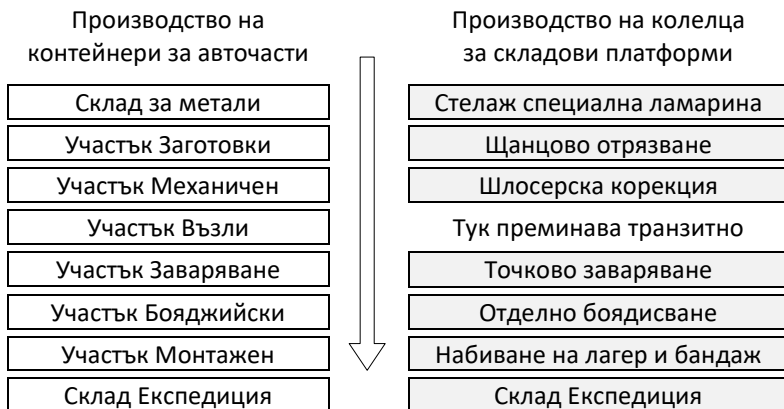 Производство на
контейнери за авточасти
Склад за метали
Участък Заготовки
Участък Механичен
Участък Възли
Участък Заваряване
Участък Бояджийски
Участък Монтажен
Склад Експедиция
Производство на колелца
за складови платформи
Стелаж специална ламарина
Щанцово отрязване
Шлосерска корекция
Тук преминава транзитно
Точково заваряване
Отделно боядисване
Набиване на лагер и бандаж
Склад Експедиция